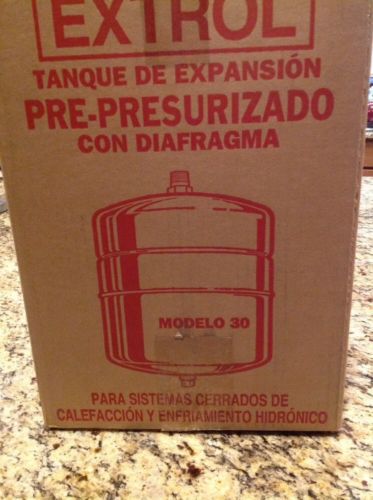 EXTROL
TANQUE DE EXPANSIÓN
PRE-PRESURIZADO
CON DIAFRAGMA
MODELO 30
PARA SISTEMAS CERRADOS DE
CALEFACCIÓN Y ENFRIAMIENTO HIDRÓNICO